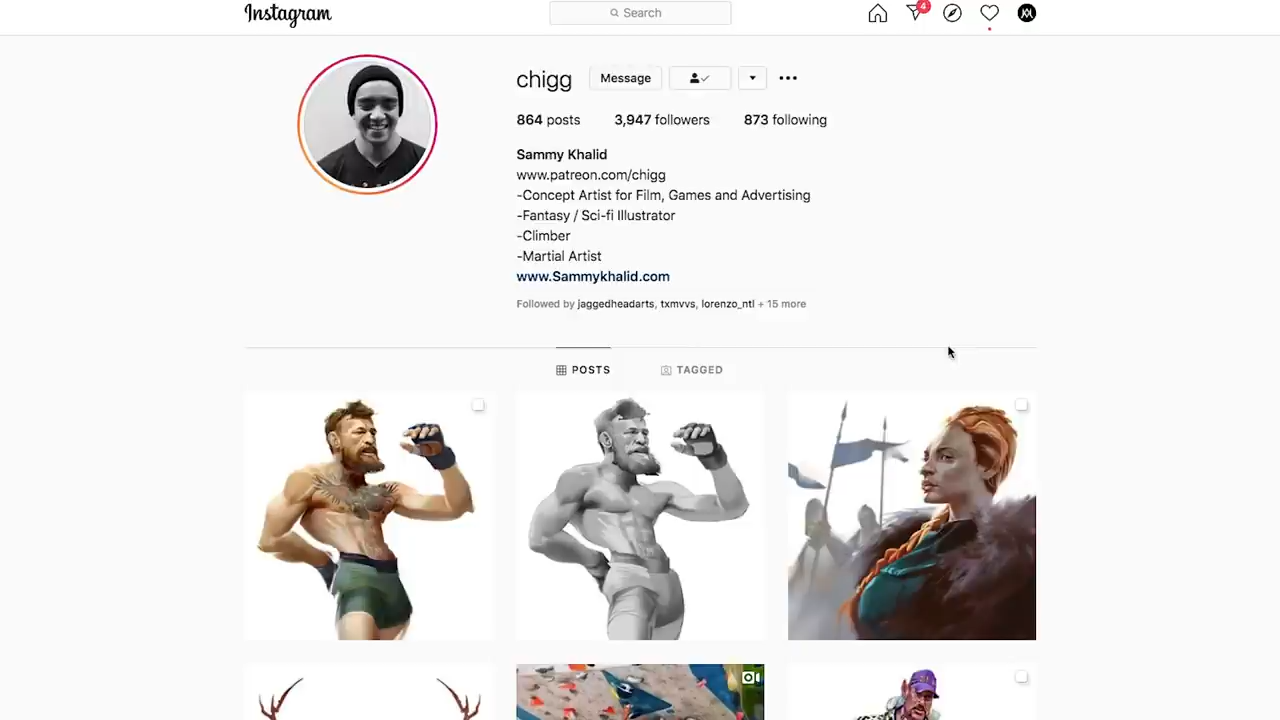 Instagram
Search
4
chigg
Message
864 posts 3,947 followers 873 following
Sammy Khalid
www.patreon.com/chigg
-Concept Artist for Film, Games and Advertising
-Fantasy / Sci-fi Illustrator
-Climber
-Martial Artist
www.Sammykhalid.com
Followed by jaggedheadarts, txmvvs, lorenzo_ntl + 15 more
POSTS TAGGED